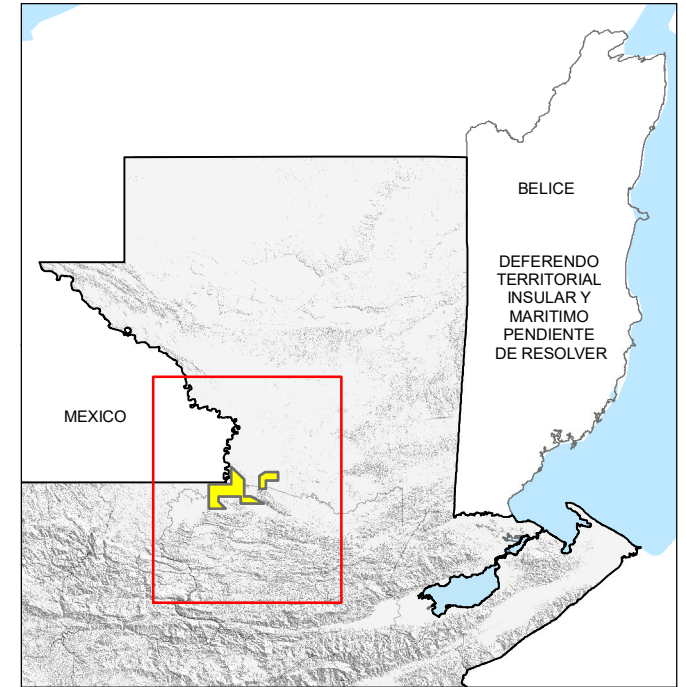 BELICE
DEFERENDO
TERRITORIAL
INSULAR Y
MARITIMO
PENDIENTE
DE RESOLVER
MEXICO